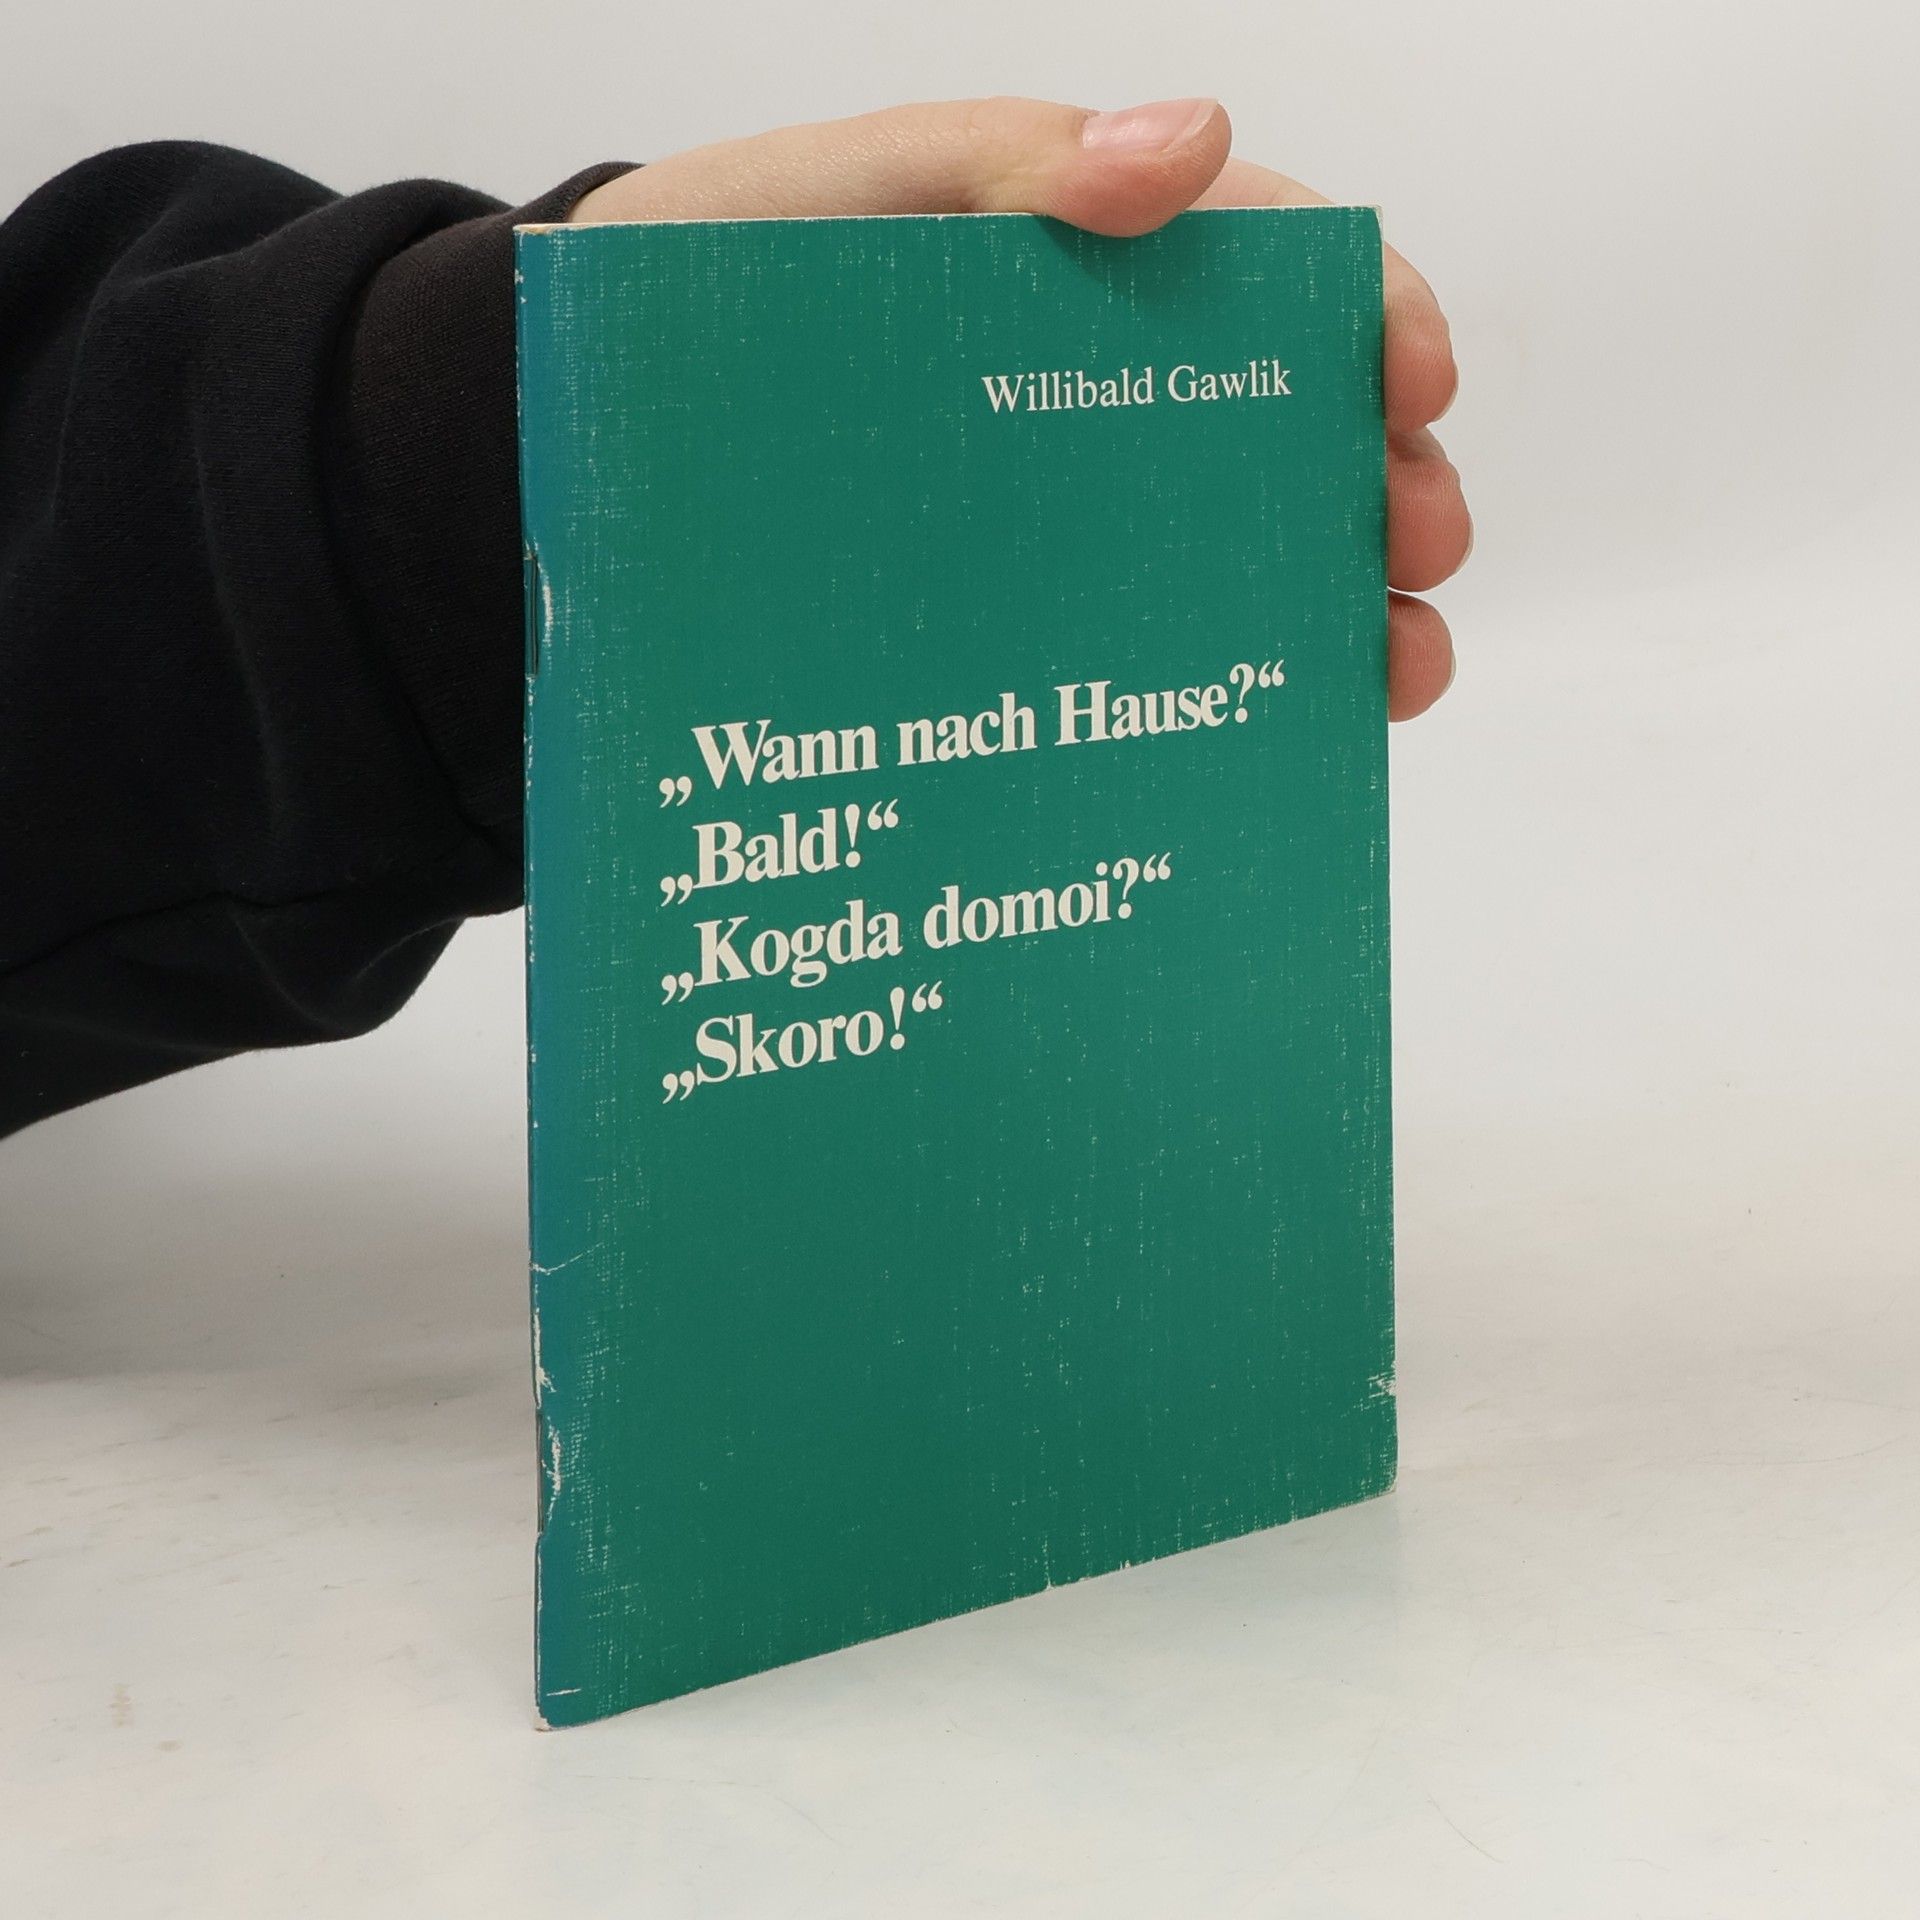 Willibald Gawlik
„Wann nach Hause?“
„Bald!“
„Kogda domoi?“
„Skoro!“